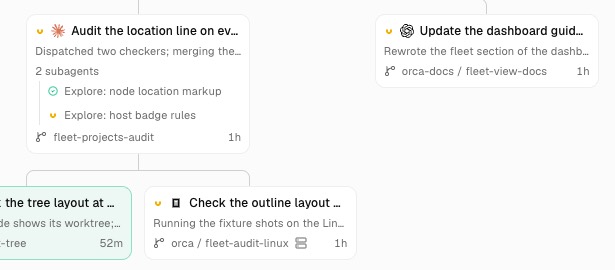 Audit the location line on ev...
Dispatched two checkers; merging the...
2 subagents
Explore: node location markup
Explore: host badge rules
fleet-projects-audit 1h
Update the dashboard guid...
Rewrote the fleet section of the dashb...
orca-docs / fleet-view-docs 1h
the tree layout at ...
shows its worktree;...
-tree 52m
Check the outline layout ...
Running the fixture shots on the Lin...
orca / fleet-audit-linux 1h